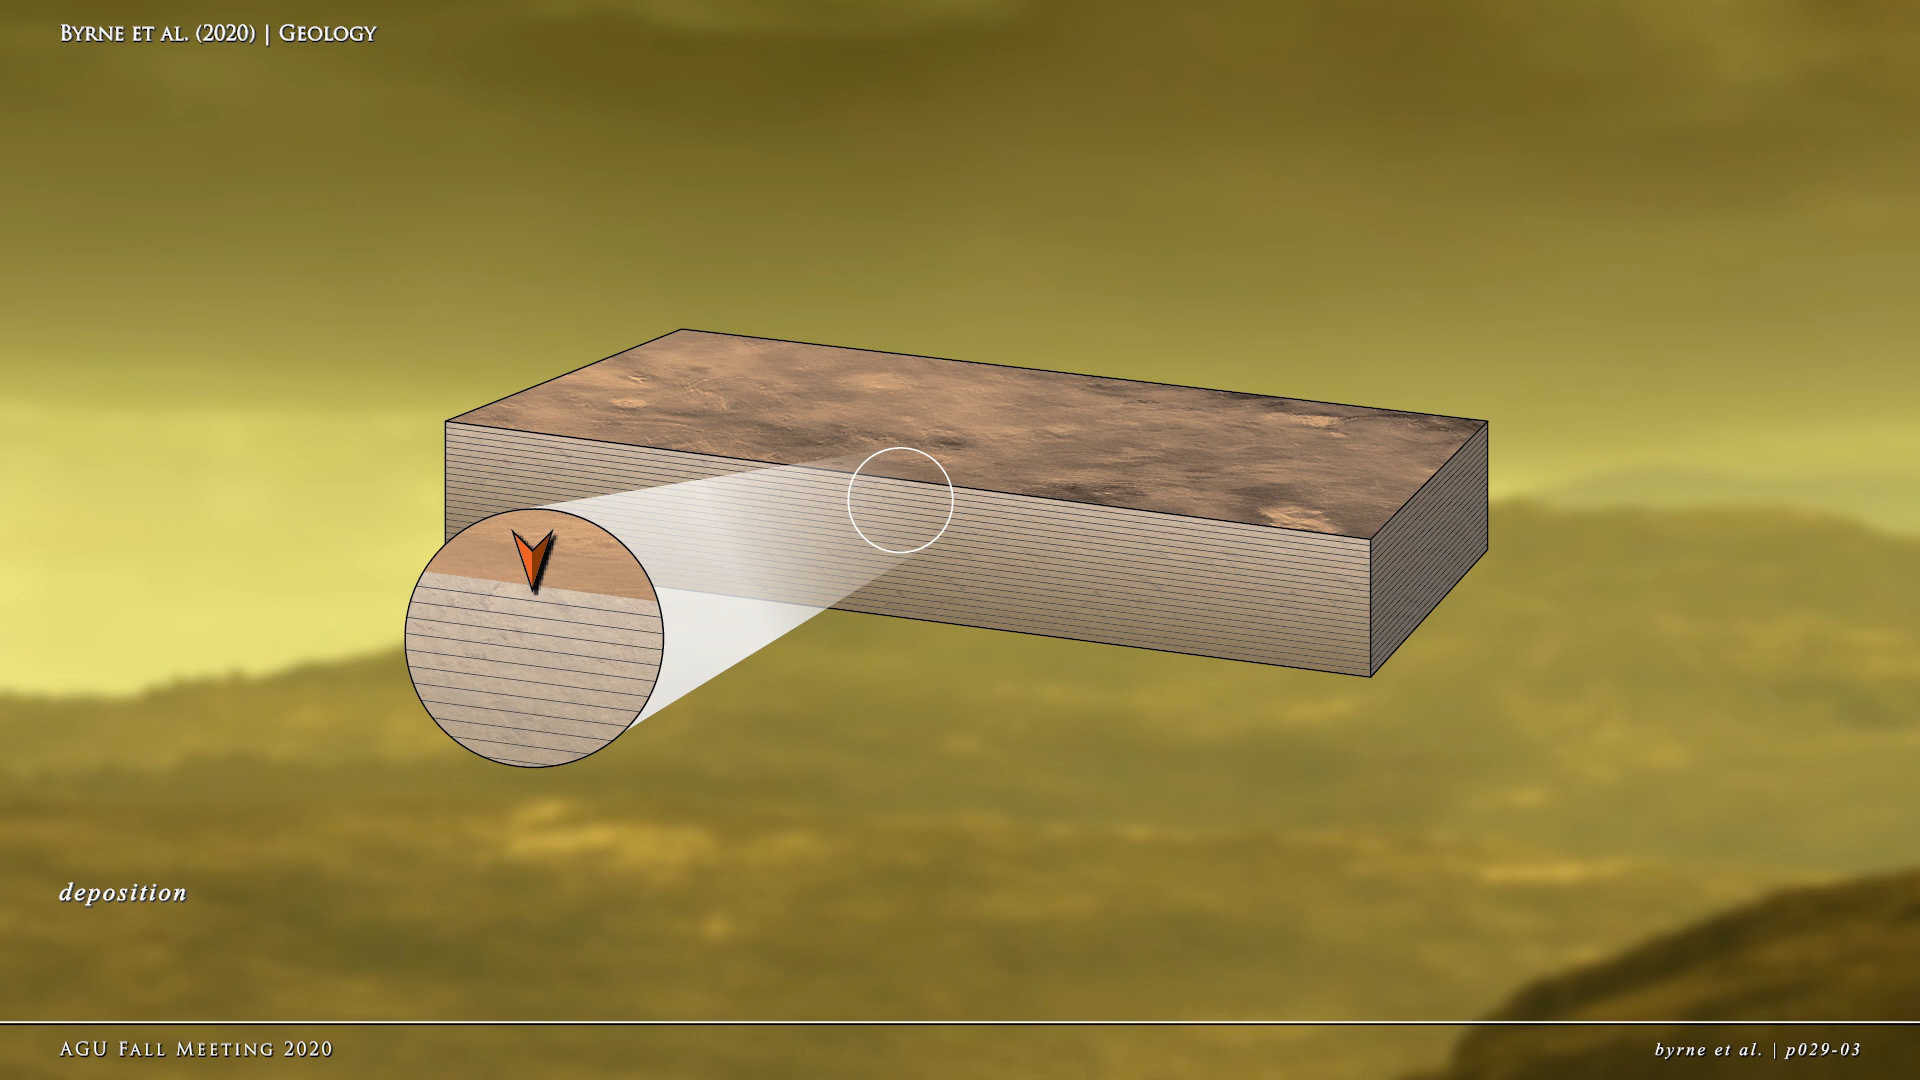 Byrne et al. (2020) | Geology
deposition
AGU Fall Meeting 2020
byrne et al. | p029-03